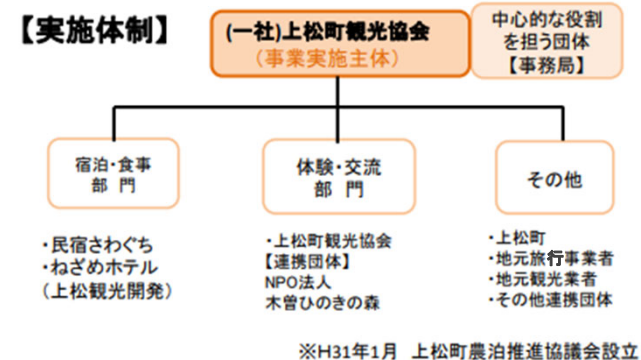 【実施体制】
(一社)上松町観光協会
（事業実施主体）
中心的な役割
を担う団体
【事務局】
宿泊・食事
部　門
体験・交流
部　門
その他
・民宿さわぐち
・ねざめホテル
（上松観光開発）
・上松町観光協会
【連携団体】
NPO法人
木曽ひのきの森
・上松町
・地元旅行事業者
・地元観光業者
・その他連携団体
※H31年1月　上松町農泊推進協議会設立